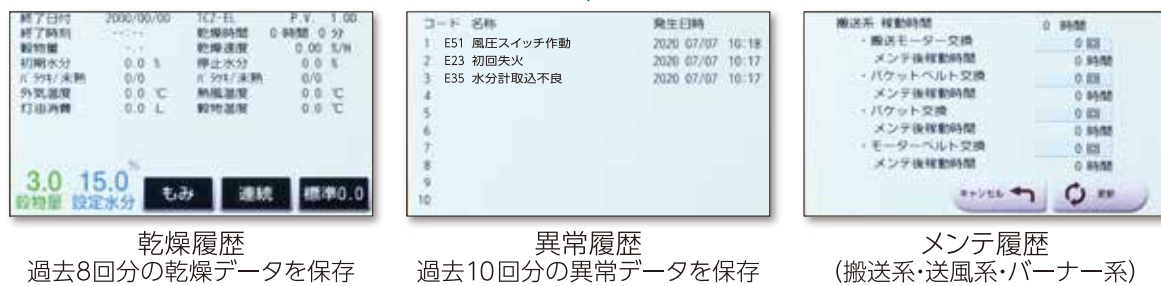 終了日付 2000/00/00 TCZ-EL P.V. 1.00
終了時刻 --:-- 乾燥時間 0 時間 0 分
穀物量 -.- 乾燥速度 0.00 %/H
初期水分 0.0 % 停止水分 0.0 %
バラツキ/未熟 0/0 バラツキ/未熟 0/0
外気温度 0.0 ℃ 熱風温度 0.0 ℃
灯油消費 0.0 L 穀物温度 0.0 ℃
%
3.0 15.0 もみ 連続 標準0.0
穀物量 設定水分
乾燥履歴
過去8回分の乾燥データを保存
コード 名称 発生日時
1 E51 風圧スイッチ作動 2020 07/07 10:18
2 E23 初回失火 2020 07/07 10:17
3 E35 水分計取込不良 2020 07/07 10:17
4
5
6
7
8
9
10
異常履歴
過去10回分の異常データを保存
搬送系 稼動時間 0 時間
・搬送モーター交換 0 回
メンテ後稼動時間 0 時間
・バケットベルト交換 0 回
メンテ後稼動時間 0 時間
・バケット交換 0 回
メンテ後稼動時間 0 時間
・モーターベルト交換 0 回
メンテ後稼動時間 0 時間
キャンセル 更新
メンテ履歴
(搬送系・送風系・バーナー系)